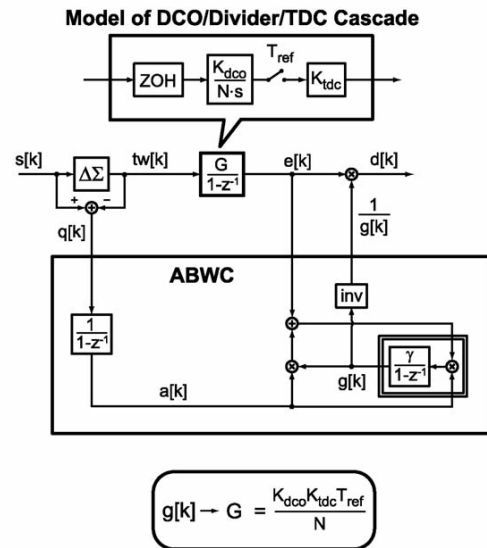 Model of DCO/Divider/TDC Cascade
T_ref
ZOH
K_dco
N·s
K_tdc
s[k]
ΔΣ
tw[k]
G
1-z⁻¹
e[k]
d[k]
+
−
q[k]
1
g[k]
ABWC
inv
1
1-z⁻¹
γ
1-z⁻¹
g[k]
a[k]
g[k] → G = K_dco K_tdc T_ref
N